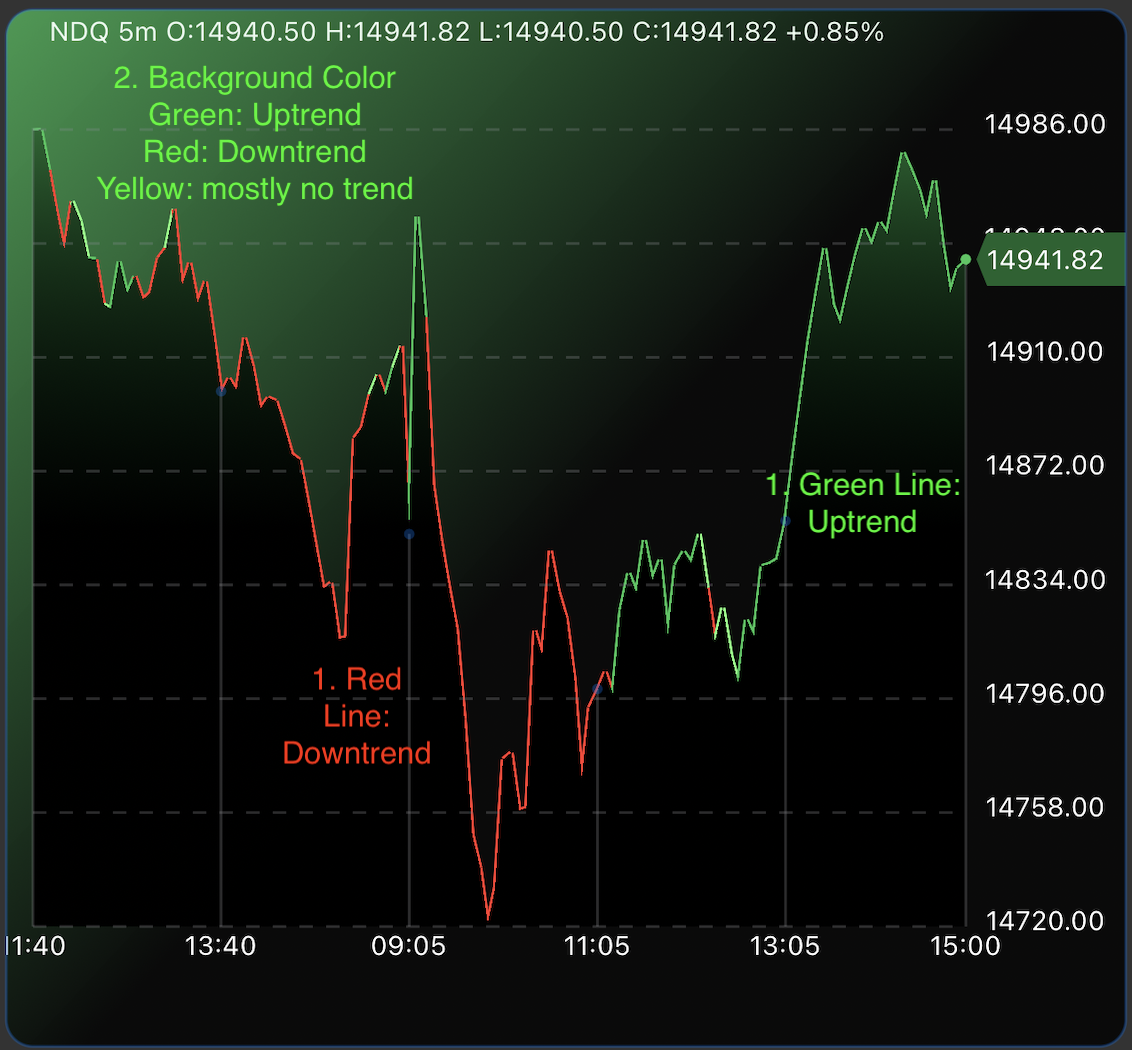 NDQ 5m O:14940.50 H:14941.82 L:14940.50 C:14941.82 +0.85%
2. Background Color
Green: Uptrend
Red: Downtrend
Yellow: mostly no trend
14986.00
14941.82
14910.00
14872.00
1. Green Line:
Uptrend
14834.00
1. Red
Line:
Downtrend
14796.00
14758.00
14720.00
11:40 13:40 09:05 11:05 13:05 15:00